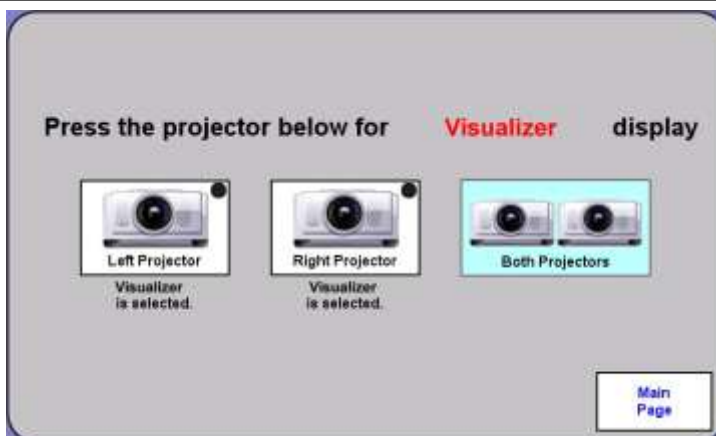 Press the projector below for Visualizer display
Left Projector
Right Projector
Both Projectors
Visualizer
is selected.
Visualizer
is selected.
Main
Page